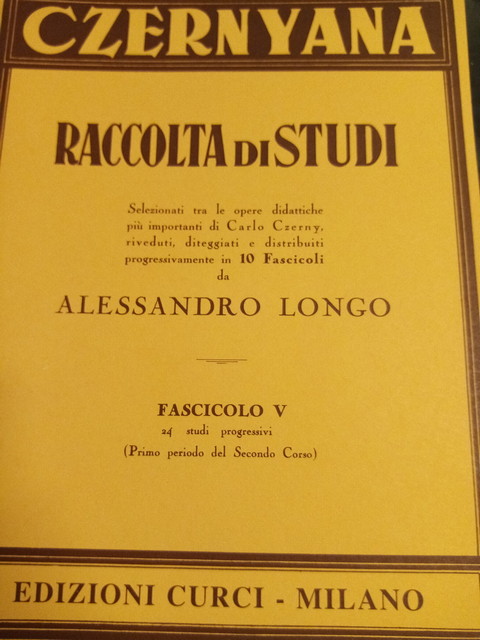 CZERNYANA
RACCOLTA DI STUDI
Selezionati tra le opere didattiche
più importanti di Carlo Czerny,
riveduti, diteggiati e distribuiti
progressivamente in 10 Fascicoli
da
ALESSANDRO LONGO
FASCICOLO V
24 studi progressivi
(Primo periodo del Secondo Corso)
EDIZIONI CURCI - MILANO